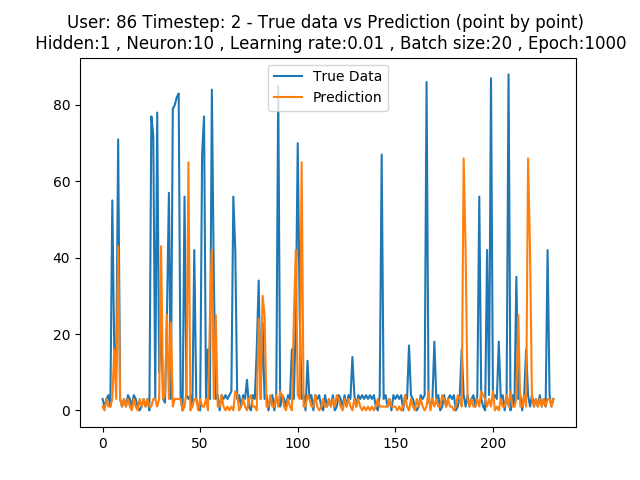 User: 86 Timestep: 2 - True data vs Prediction (point by point)
Hidden:1 , Neuron:10 , Learning rate:0.01 , Batch size:20 , Epoch:1000
True Data
Prediction
80
60
40
20
0
0 50 100 150 200